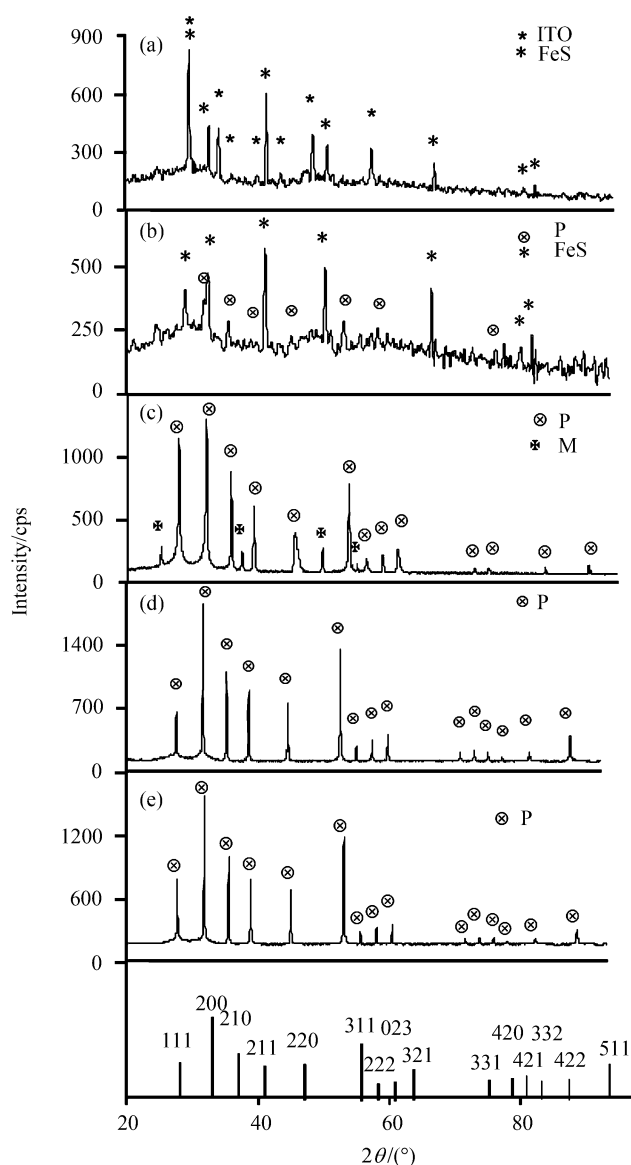 (a)
* ITO
* FeS
900
600
300
0
(b)
⊗ P
* FeS
500
250
0
(c)
⊗ P
✠ M
1000
500
0
(d)
⊗ P
1400
700
0
(e)
⊗ P
1200
600
0
Intensity/cps
111 200 210 211 220 311 222 023 321 331 420 421 332 422 511
20 40 60 80
2θ/(°)